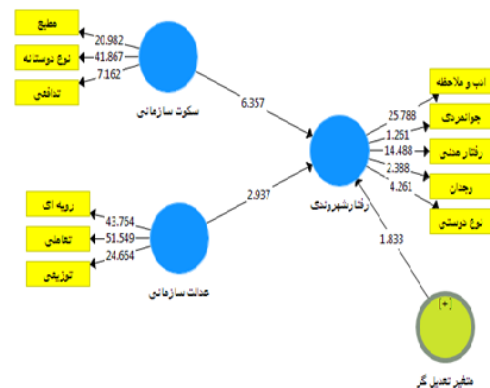 مطیع
نوع دوستانه
تدافعی
20.982
41.867
7.162
سکوت سازمانی
6.357
ادب و ملاحظه
جوانمردی
رفتار مدنی
وجدان
نوع دوستی
25.788
1.251
14.488
2.388
4.261
رفتارشهروندی
رویه ای
تعاملی
توزیعی
43.754
51.549
24.654
عدالت سازمانی
2.937
1.833
[+]
متغیر تعدیل گر